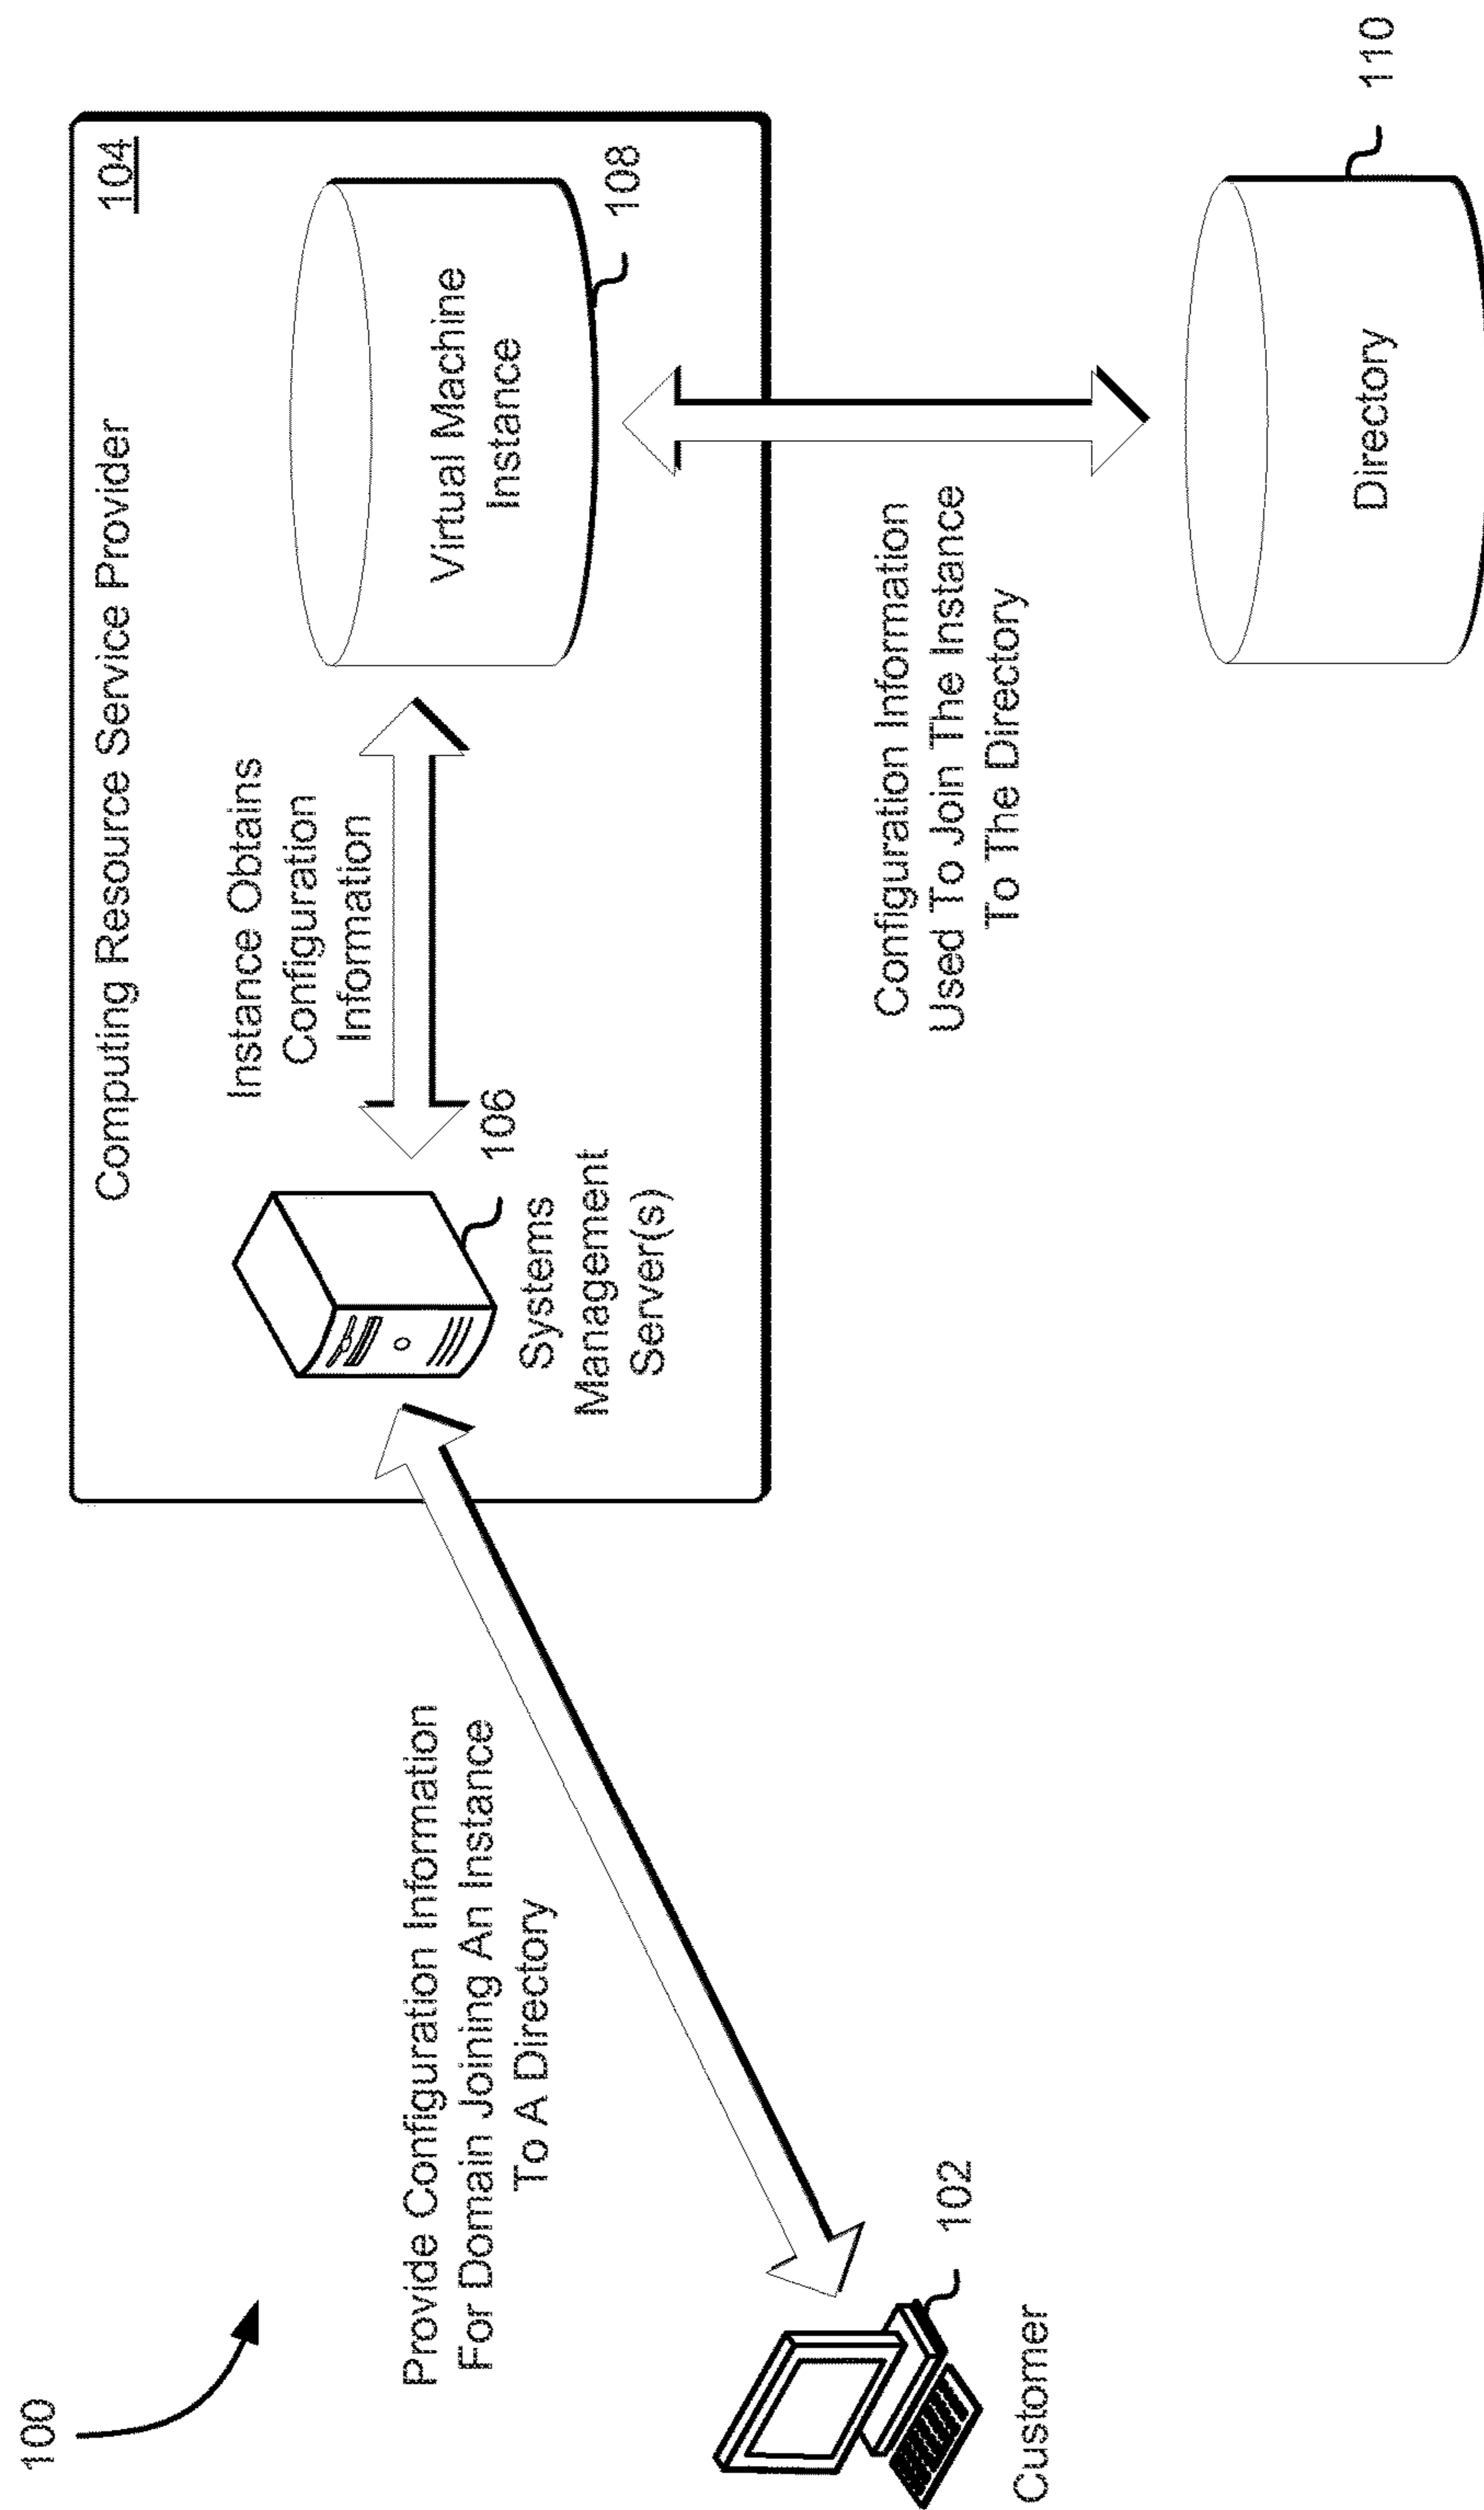 100
Computing Resource Service Provider
104
Provide Configuration Information
For Domain Joining An Instance
To A Directory
Instance Obtains
Configuration
Information
106
Systems
Management
Server(s)
Virtual Machine
Instance
108
102
Customer
Configuration Information
Used To Join The Instance
To The Directory
Directory
110